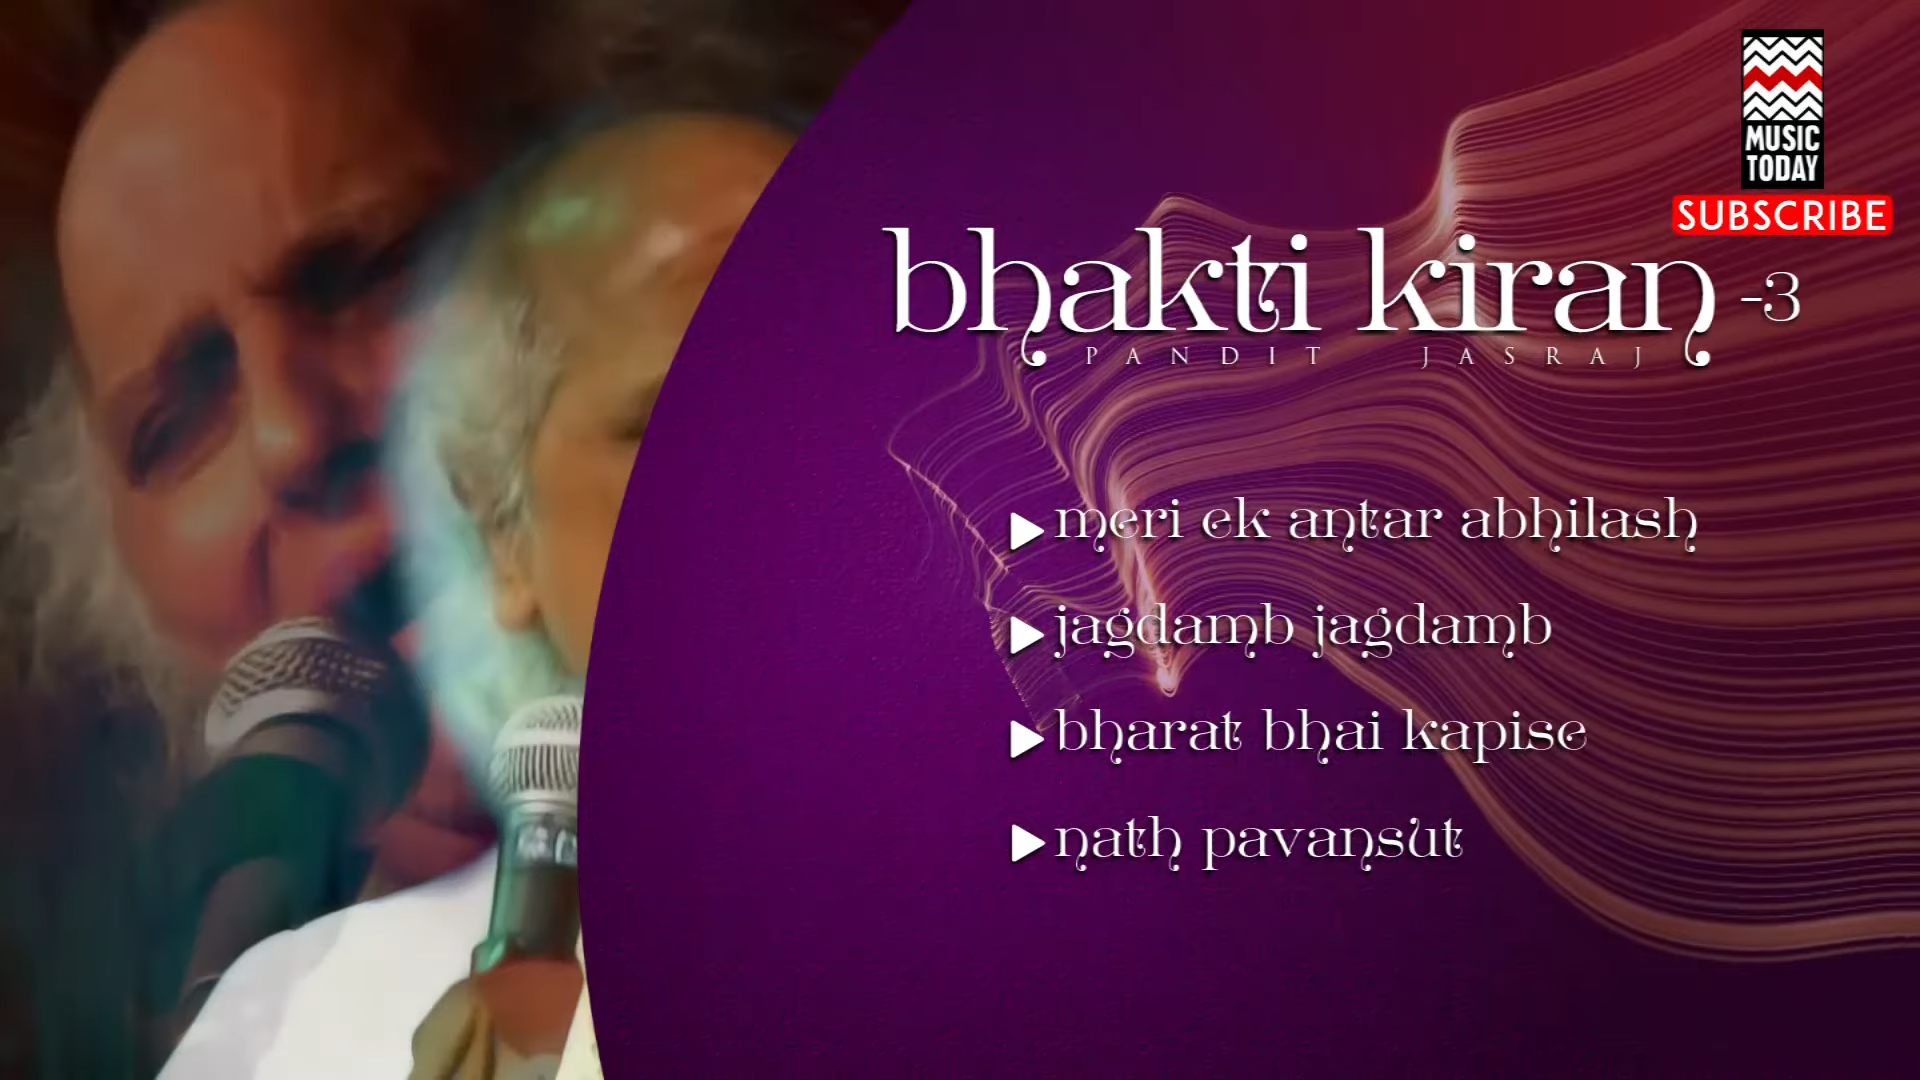 MUSIC
TODAY
SUBSCRIBE
bhakti kiran -3
PANDIT JASRAJ
meri ek antar abhilash
jagdamb jagdamb
bharat bhai kapise
nath pavansut